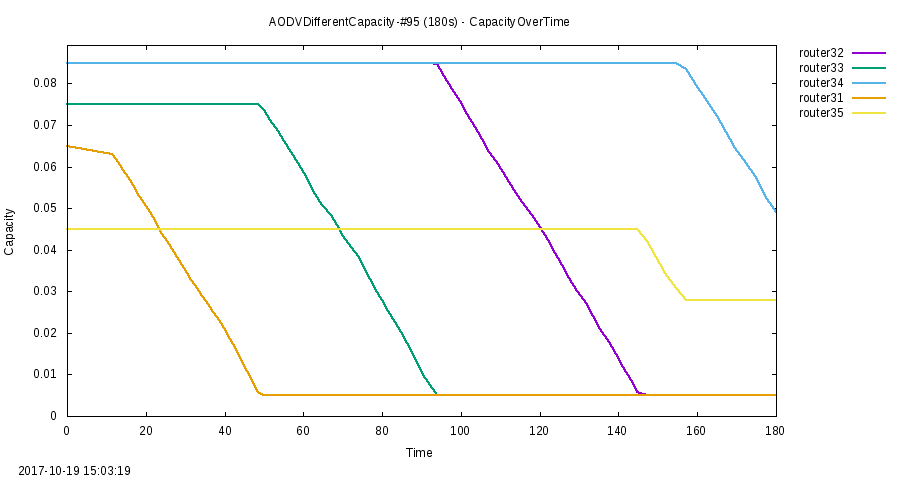 AODVDifferentCapacity-#95 (180s) - CapacityOverTime
router32
router33
router34
router31
router35
Capacity
0.08
0.07
0.06
0.05
0.04
0.03
0.02
0.01
0
0 20 40 60 80 100 120 140 160 180
Time
2017-10-19 15:03:19